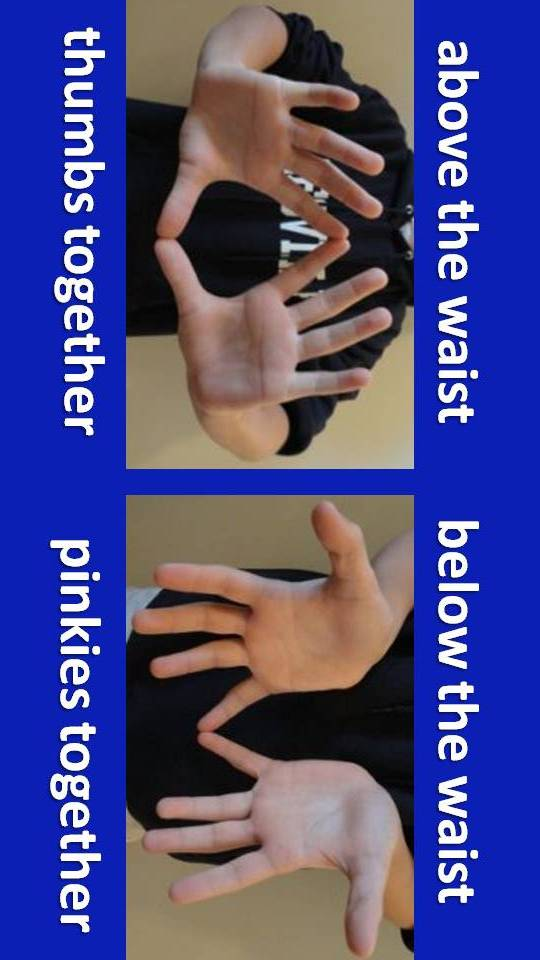 above the waist
thumbs together
below the waist
pinkies together